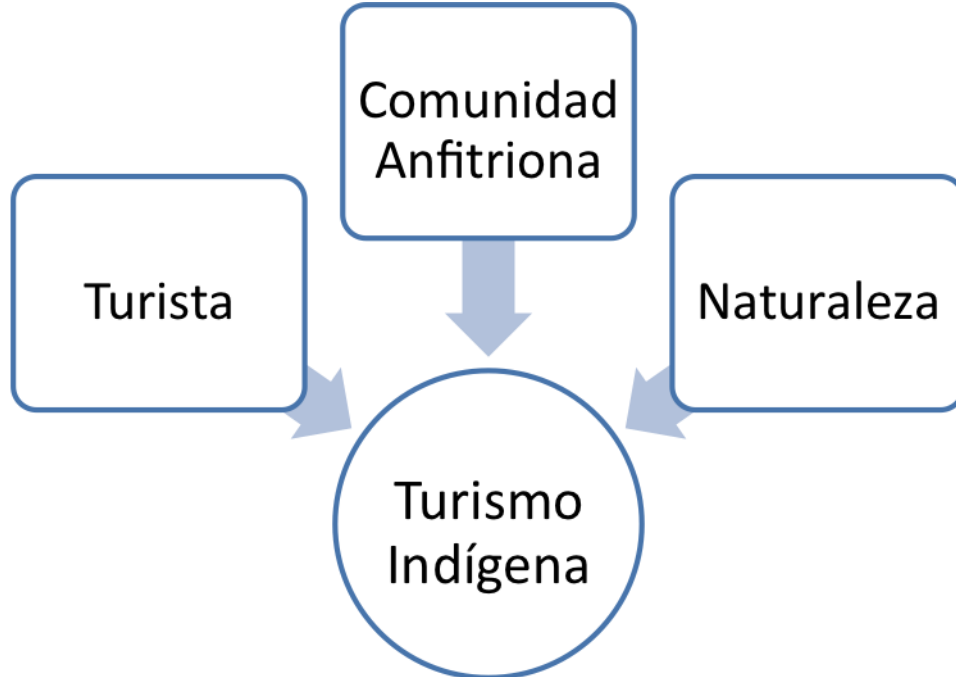 Comunidad
Anfitriona
Turista
Naturaleza
Turismo
Indígena